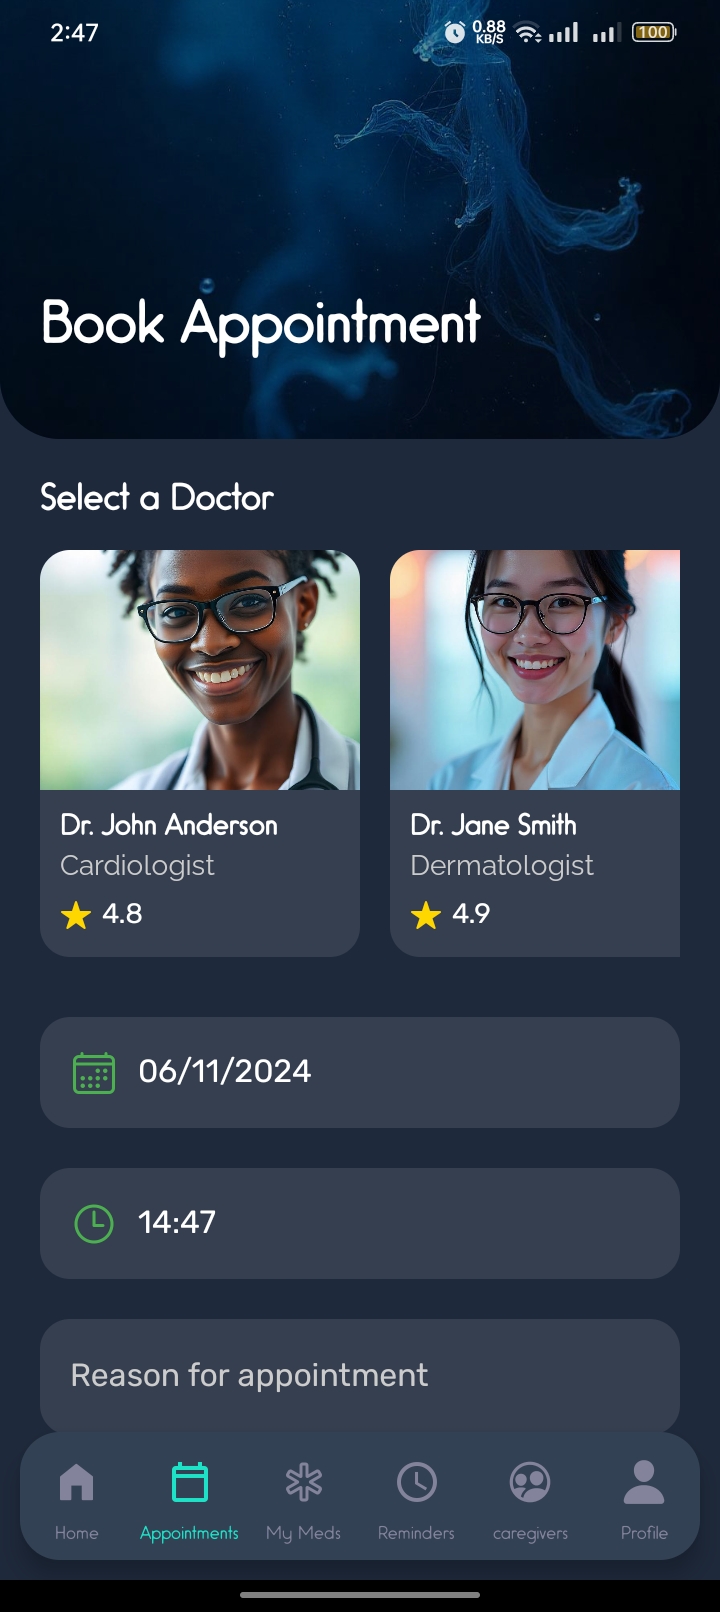 2:47
0.88
KB/S
100
Book Appointment
Select a Doctor
Dr. John Anderson
Cardiologist
4.8
Dr. Jane Smith
Dermatologist
4.9
06/11/2024
14:47
Reason for appointment
Home
Appointments
My Meds
Reminders
caregivers
Profile